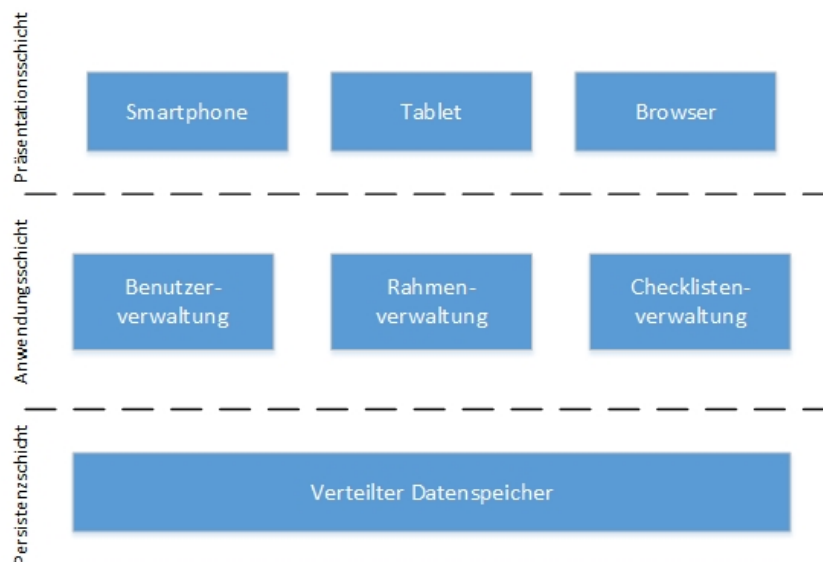 Präsentationsschicht
Smartphone
Tablet
Browser
Anwendungsschicht
Benutzer-
verwaltung
Rahmen-
verwaltung
Checklisten-
verwaltung
Persistenzschicht
Verteilter Datenspeicher